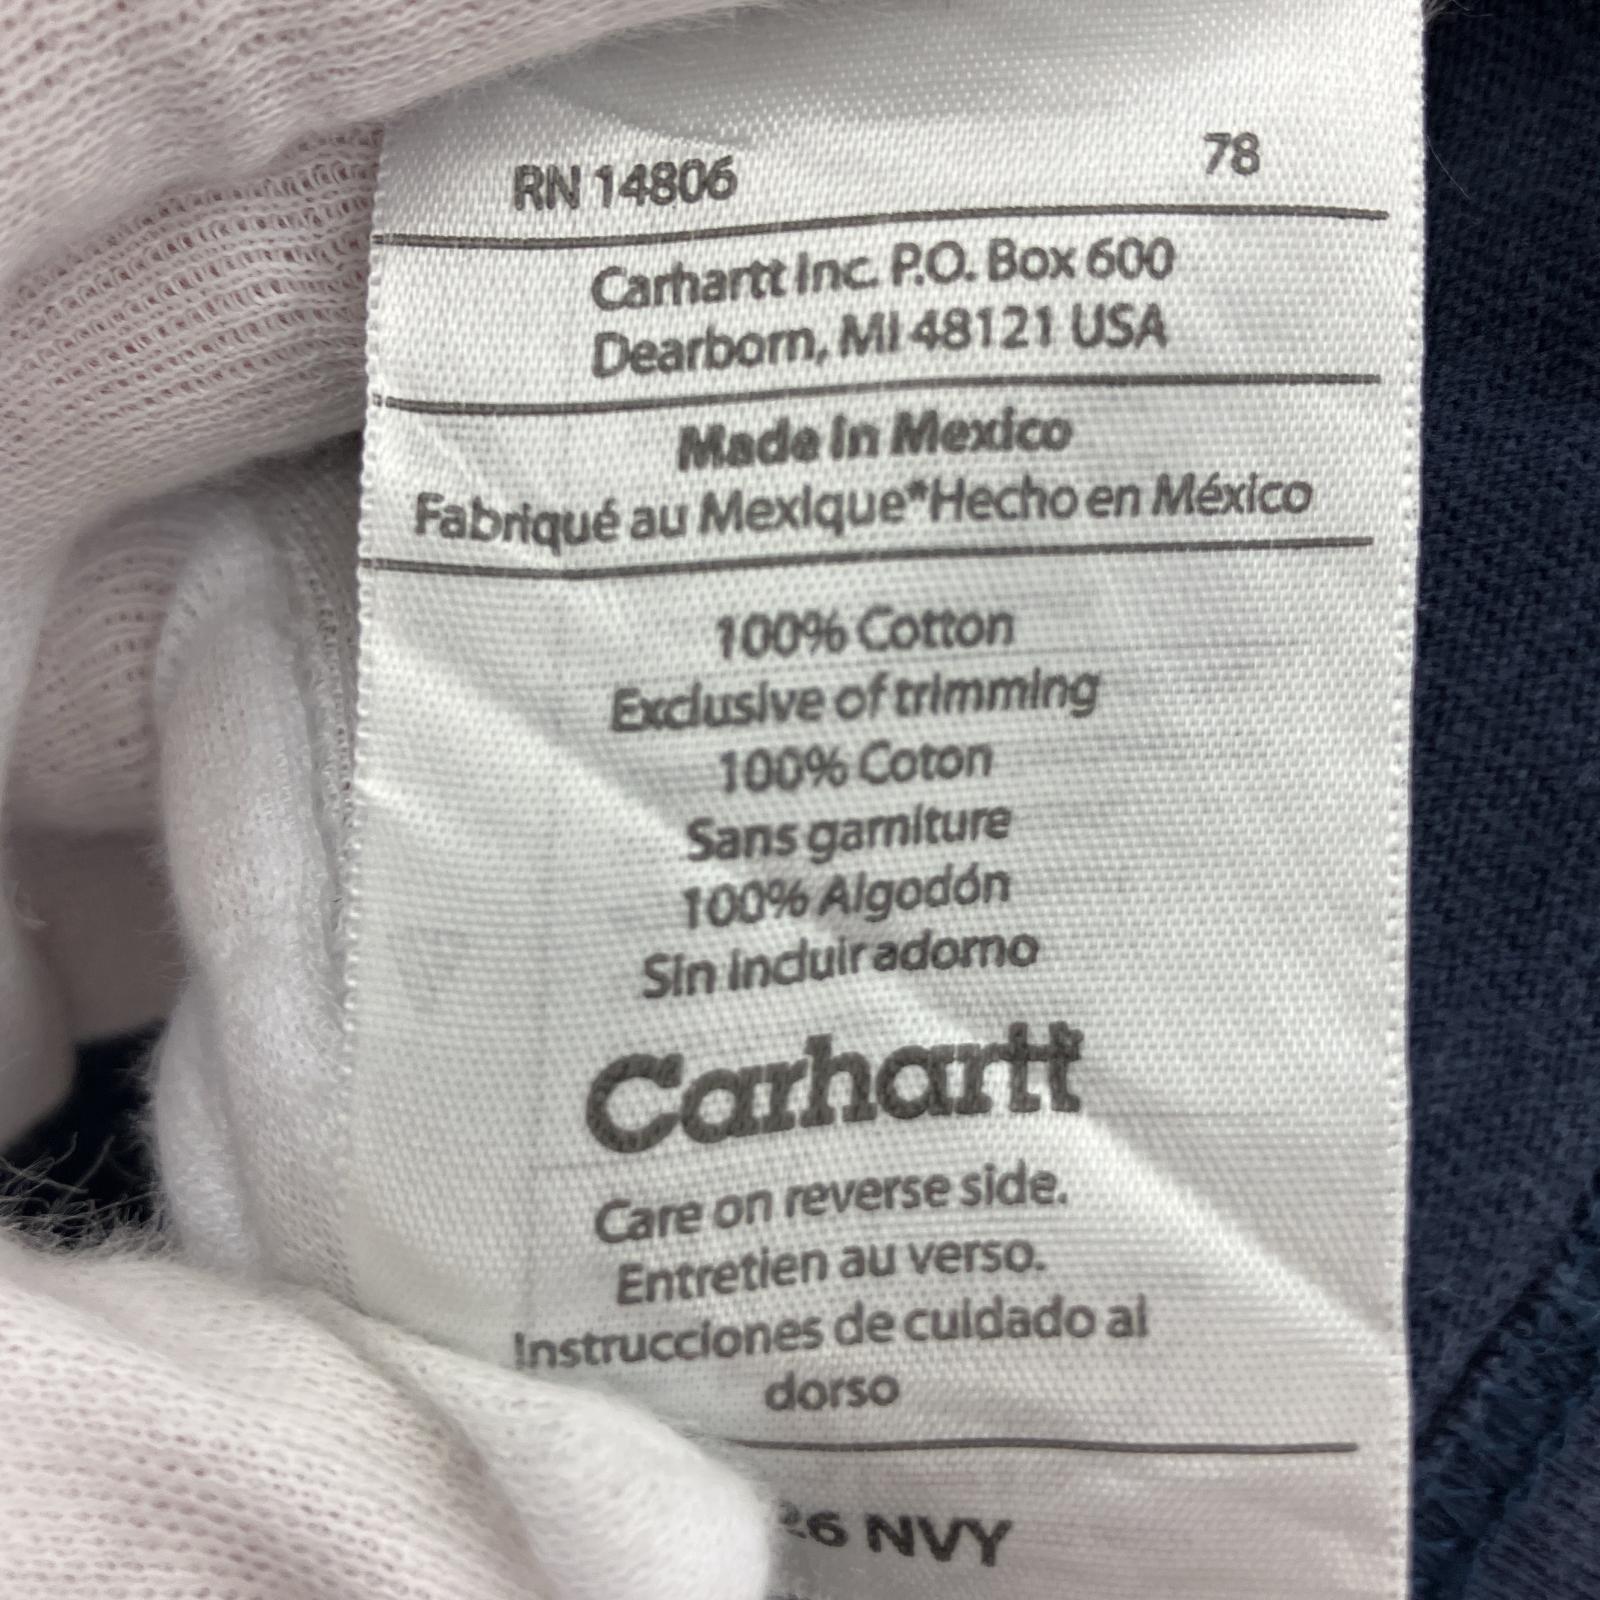 RN 14806 78
Carhartt Inc. P.O. Box 600
Dearborn, MI 48121 USA
Made in Mexico
Fabriqué au Mexique*Hecho en México
100% Cotton
Exclusive of trimming
100% Coton
Sans garniture
100% Algodón
Sin incluir adorno
Carhartt
Care on reverse side.
Entretien au verso.
Instrucciones de cuidado al
dorso
NVY